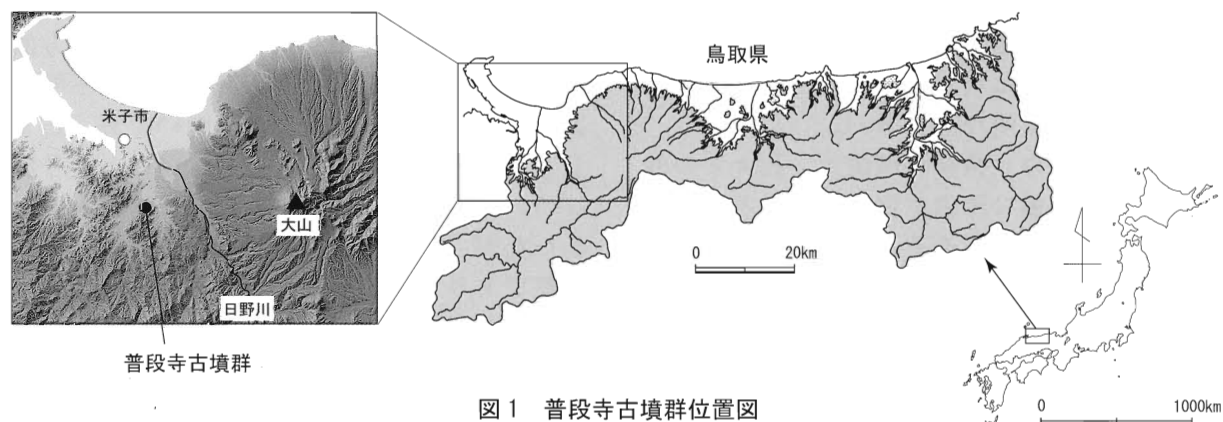 鳥取県
米子市
大山
日野川
普段寺古墳群
0 20km
0 1000km
図1 普段寺古墳群位置図